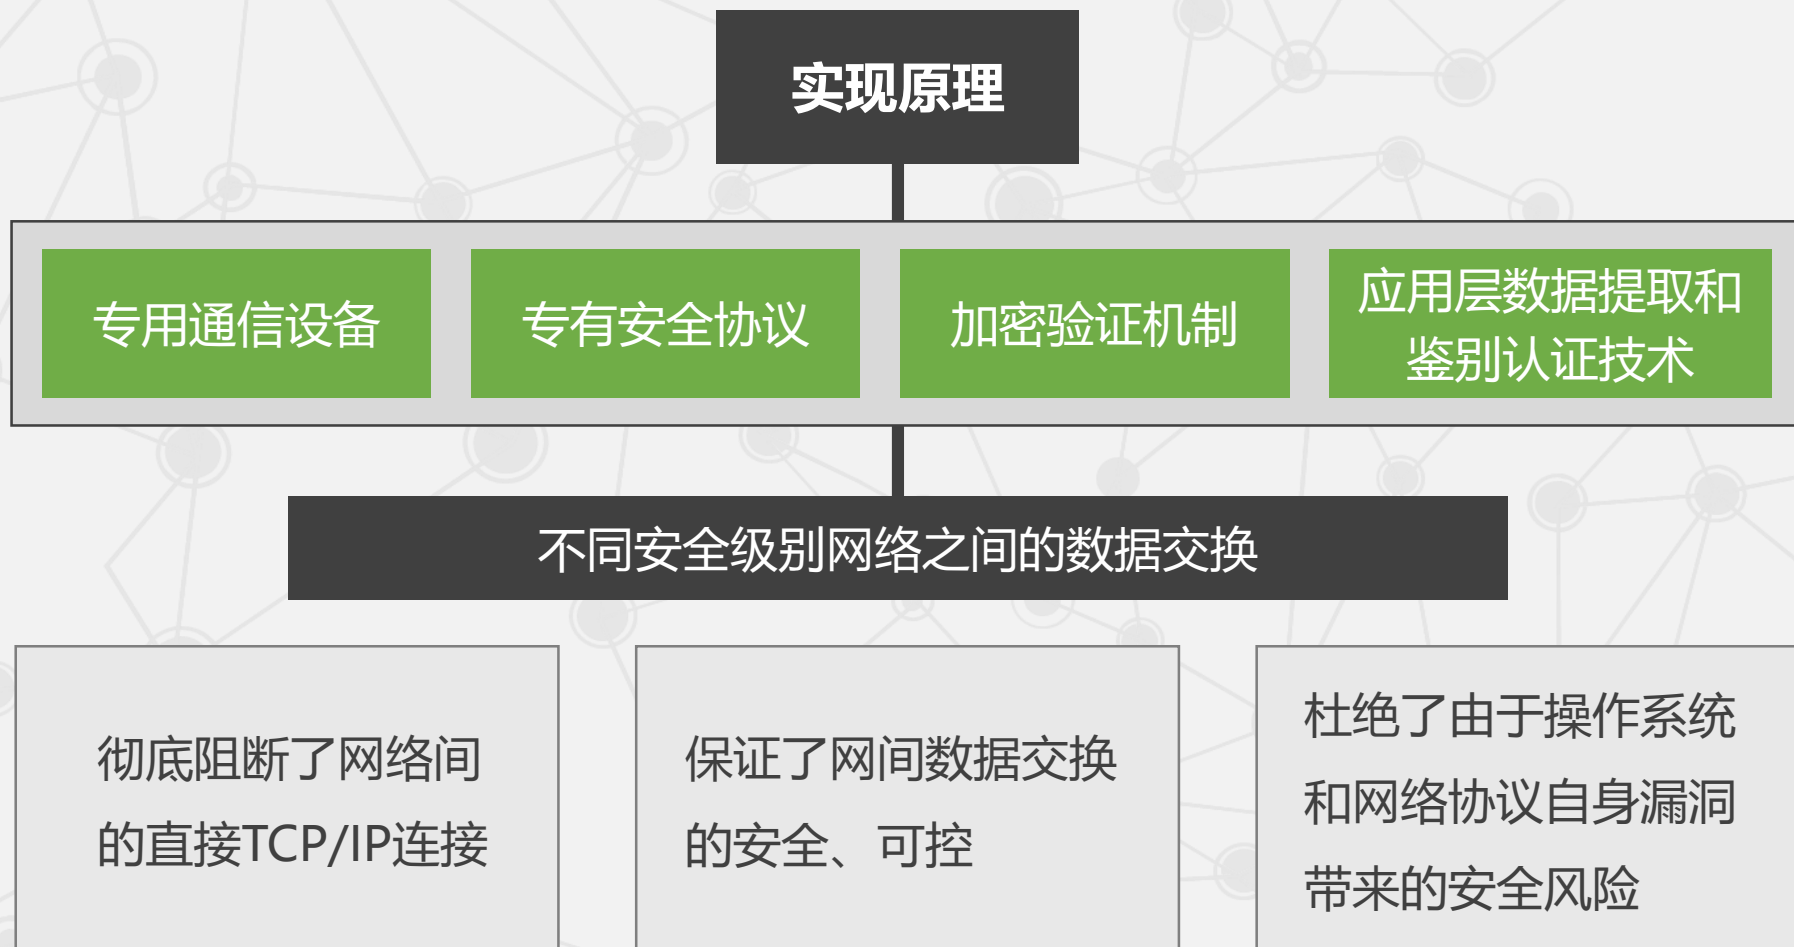 实现原理
专用通信设备
专有安全协议
加密验证机制
应用层数据提取和
鉴别认证技术
不同安全级别网络之间的数据交换
彻底阻断了网络间
的直接TCP/IP连接
保证了网间数据交换
的安全、可控
杜绝了由于操作系统
和网络协议自身漏洞
带来的安全风险